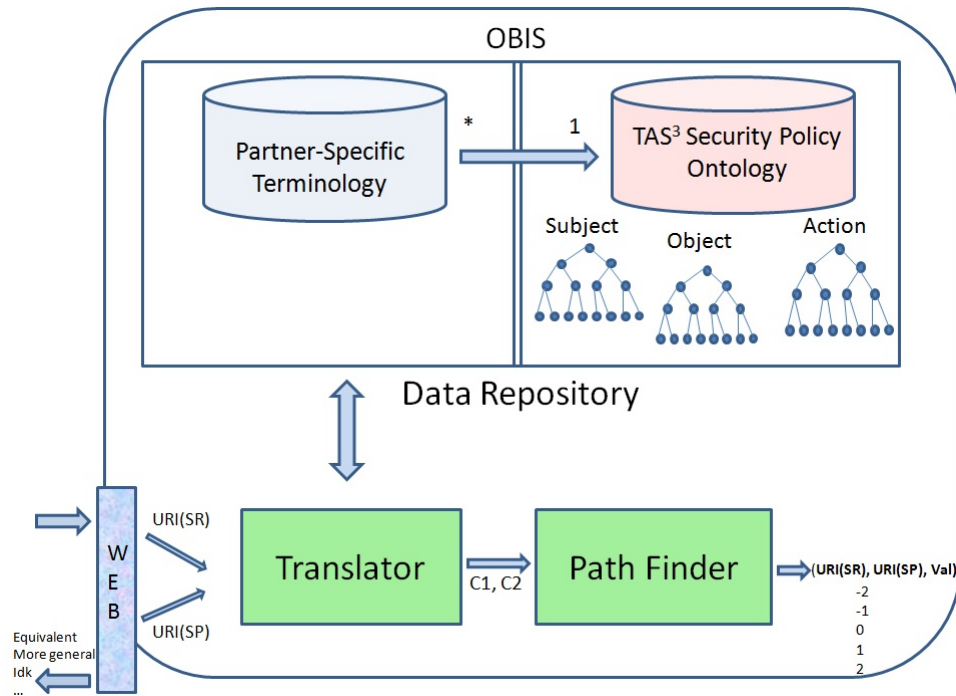 OBIS
Partner-Specific
Terminology
*
1
TAS³ Security Policy
Ontology
Subject
Object
Action
Data Repository
W
E
B
URI(SR)
URI(SP)
Translator
C1, C2
Path Finder
(URI(SR), URI(SP), Val)
-2
-1
0
1
2
Equivalent
More general
Idk
...